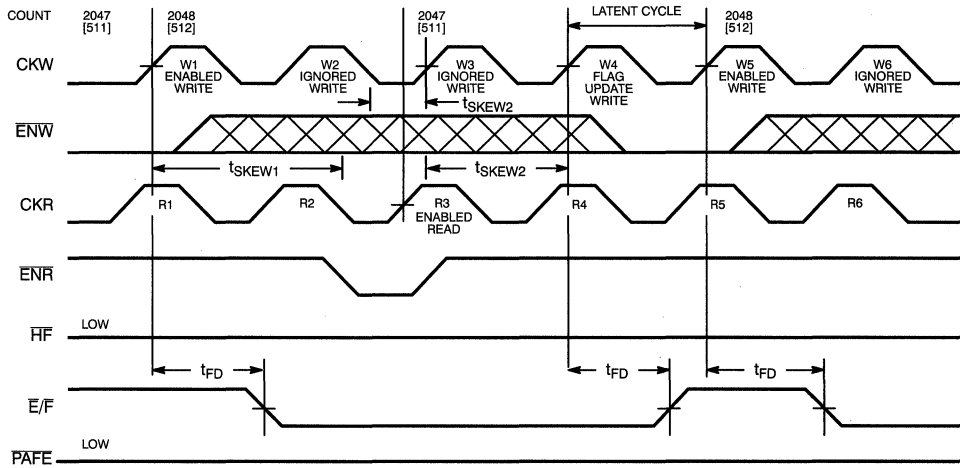 COUNT 2047 2048 2047 LATENT CYCLE 2048
[511] [512] [511] [512]
CKW W1 W2 W3 W4 W5 W6
ENABLED IGNORED IGNORED FLAG ENABLED IGNORED
WRITE WRITE WRITE UPDATE WRITE WRITE
WRITE
tSKEW2
ENW
tSKEW1 tSKEW2
CKR R1 R2 R3 R4 R5 R6
ENABLED
READ
ENR
HF LOW
tFD tFD tFD
E/F
PAFE LOW